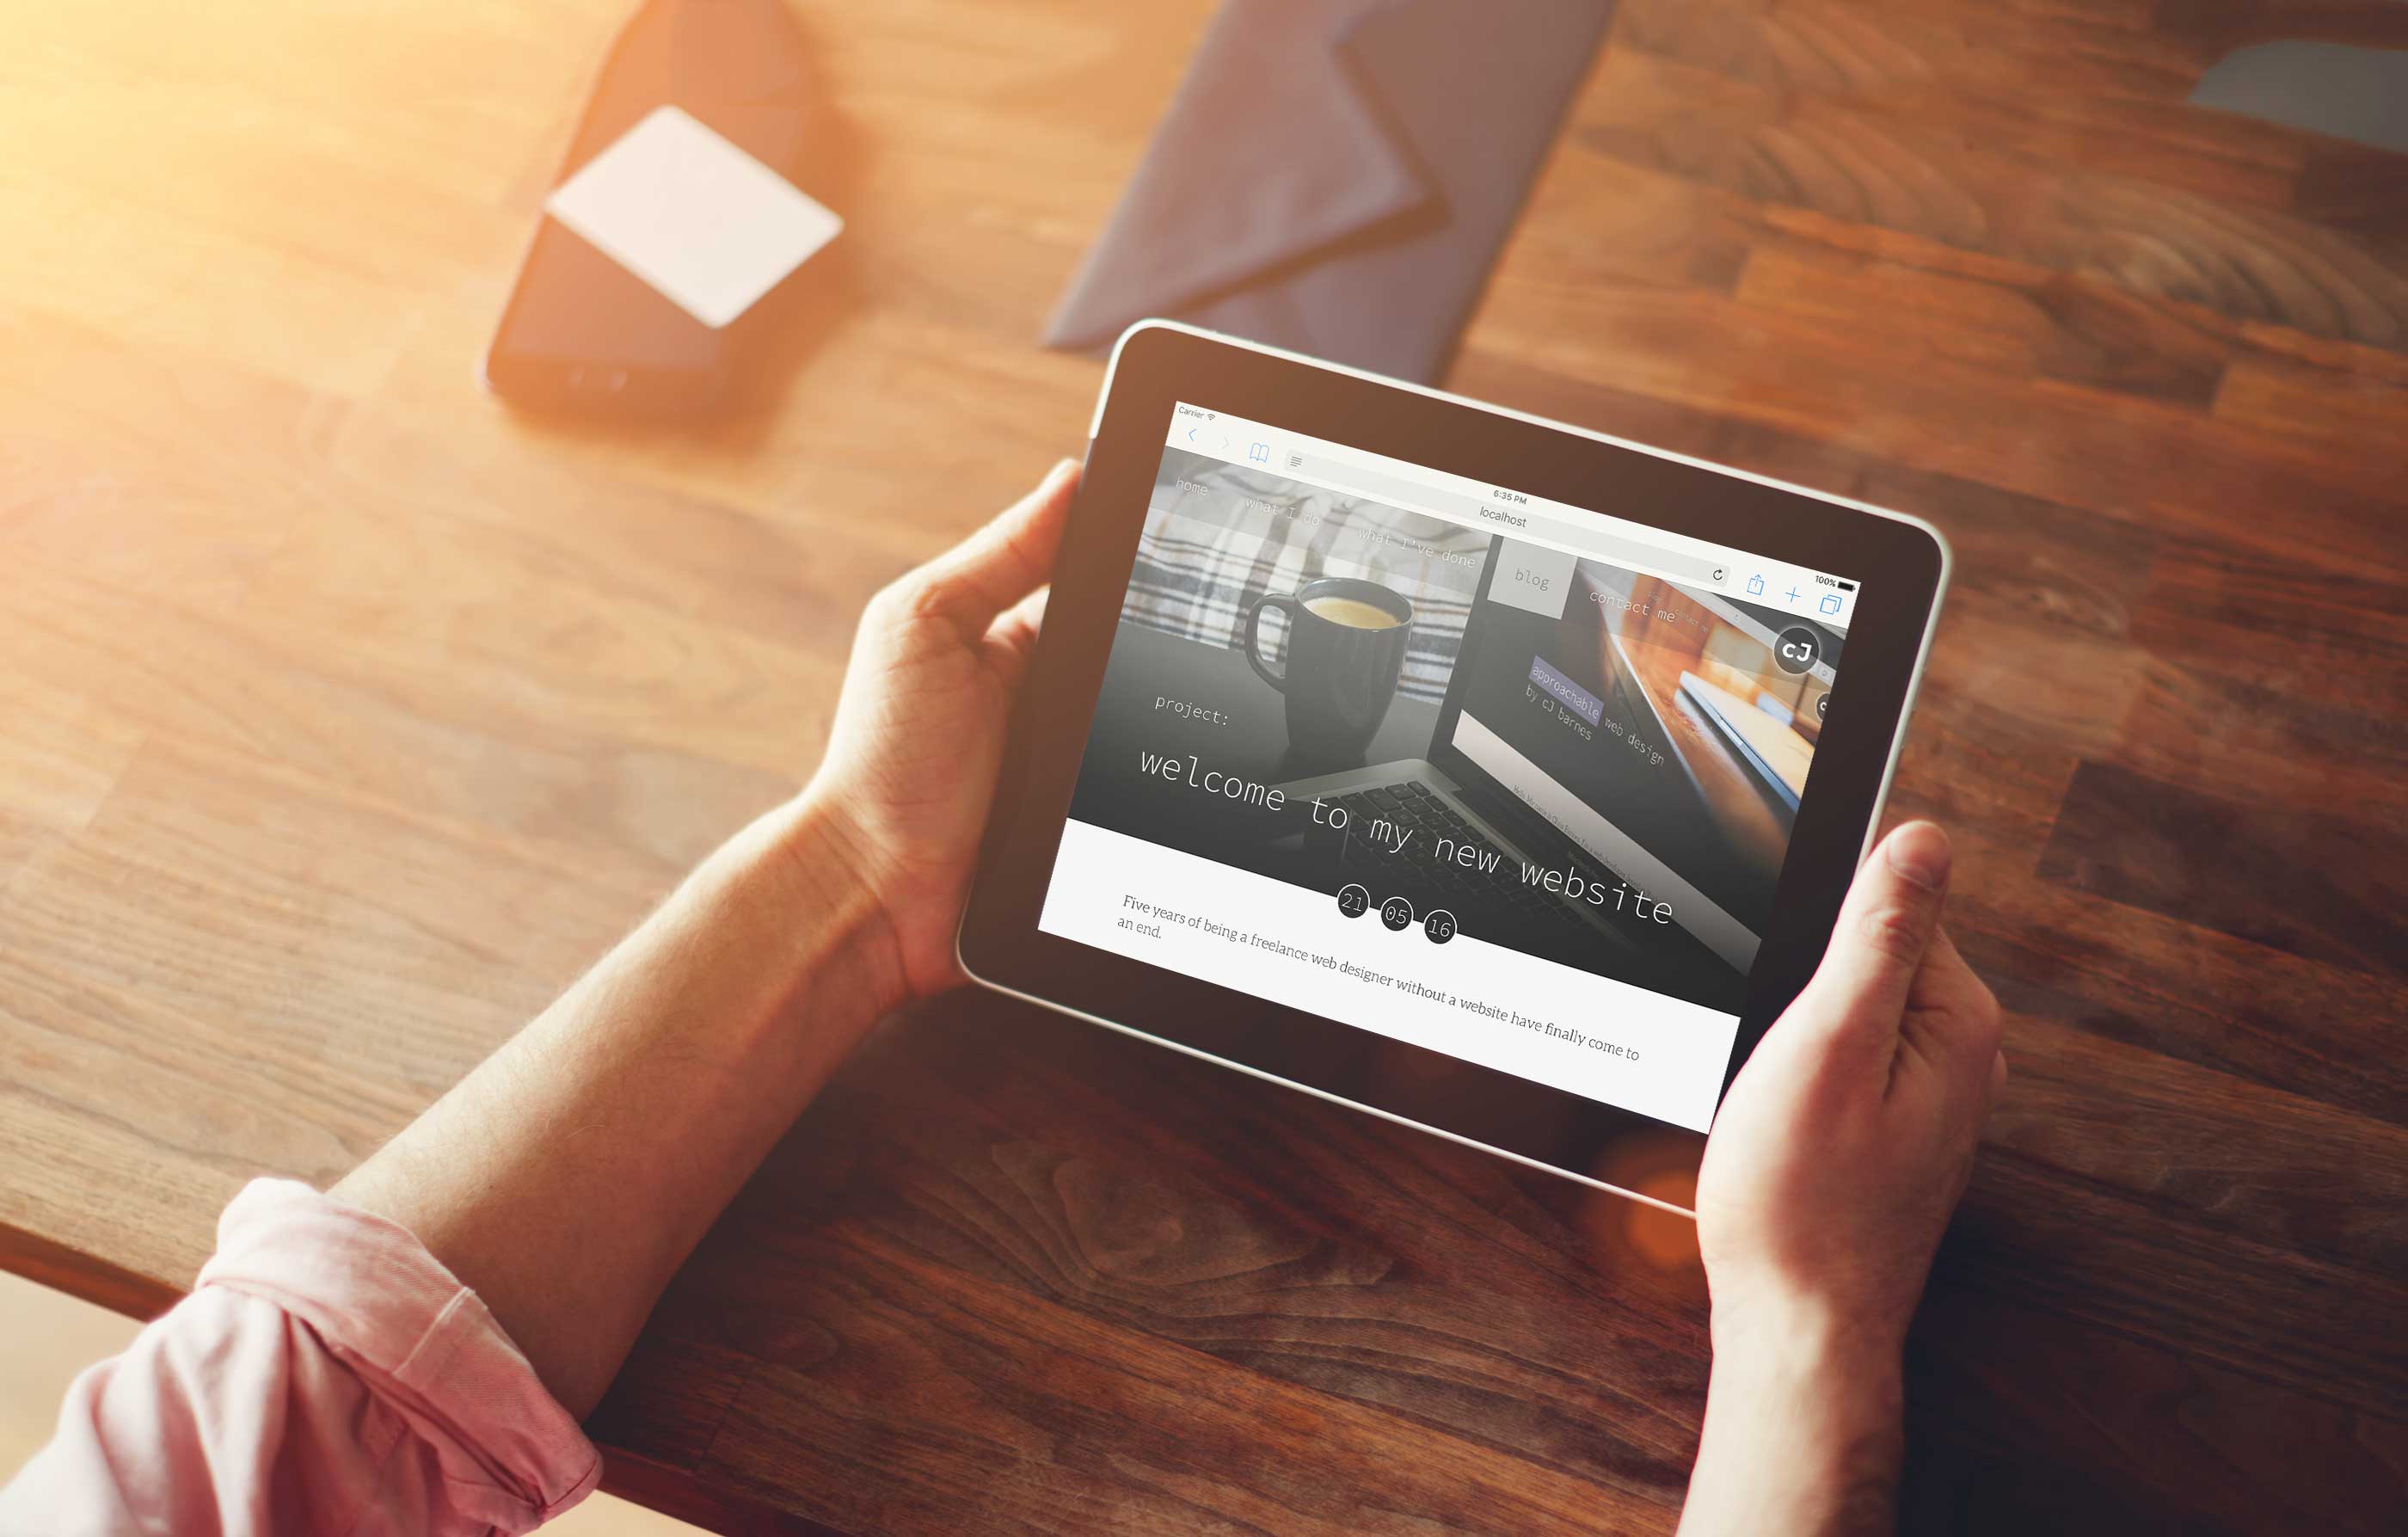 Carrier
6:35 PM
100%
localhost
home
what I do
what I've done
blog
contact me
cJ
approachable web design
by cJ barnes
project:
welcome to my new website
21 05 16
Five years of being a freelance web designer without a website have finally come to
an end.